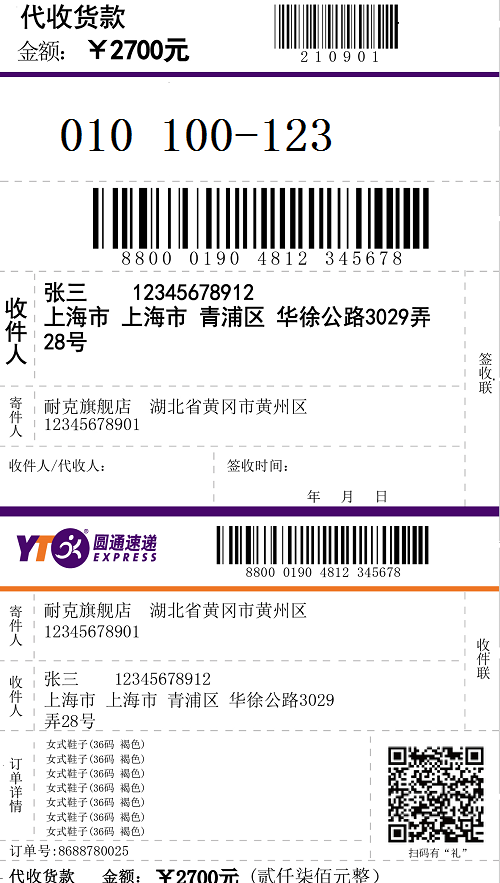 代收货款
金额: ¥2700元
210901
010 100-123
8800 0190 4812 345678
收件人
张三 12345678912
上海市 上海市 青浦区 华徐公路3029弄
28号
签收联
寄件人
耐克旗舰店 湖北省黄冈市黄州区
12345678901
收件人/代收人: 签收时间:
年 月 日
YTO 圆通速递
EXPRESS
8800 0190 4812 345678
寄件人
耐克旗舰店 湖北省黄冈市黄州区
12345678901
收件联
收件人
张三 12345678912
上海市 上海市 青浦区 华徐公路3029
弄28号
订单详情
女式鞋子(36码 褐色)
女式鞋子(36码 褐色)
女式鞋子(36码 褐色)
女式鞋子(36码 褐色)
女式鞋子(36码 褐色)
女式鞋子(36码 褐色)
女式鞋子(36码 褐色)
扫码有“礼”
订单号:8688780025
代收货款 金额: ¥2700元 (贰仟柒佰元整)